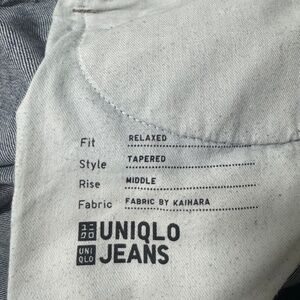 Fit RELAXED
Style TAPERED
Rise MIDDLE
Fabric FABRIC BY KAIHARA
ユニ クロ UNIQLO
UNI QLO JEANS